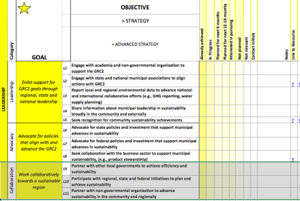 OBJECTIVE
> STRATEGY
- ADVANCED STRATEGY
Category
GOAL
Already achieved
In Progress
Planned for next 6 months
Planned for next 12 months
Interested in pursuing
Not planned
Not relevant
Contact initials
Notes
Link to Resource
LEADERSHIP
Leadership
Enlist support for
GRC2 goals through
regional, state and
national leadership
L1
Engage with academic and non-governmental organisation to
support the GRC2
L2
Engage with state and national municipal associations to align
actions with GRC2
L3
Report local and regional environmental data to advance national
and international collaborative efforts (e.g., GHG reporting, water
supply planning)
L4
Share information about municipal leadership in sustainability
broadly in the community and externally
L5
Seek recognition for community sustainability achievements
Advocacy
Advocate for policies
that align with and
advance the GRC2
L6
Advocate for state policies and investment that support municipal
advances in sustainability
L7
Advocate for federal policies and investment that support municipal
advances in sustainability
L8
Seek collaboration with the business sector to support municipal
sustainability, (e.g., product stewardship)
Collaboration
Work collaboratively
towards a sustainable
region
L9
Partner with other local governments to achieve efficiency and
sustainability
L10
Participate with regional, state and federal initiatives to plan and
achieve sustainability
L11
Partner with non-governmental organisation to advance
sustainability in the community and regionally